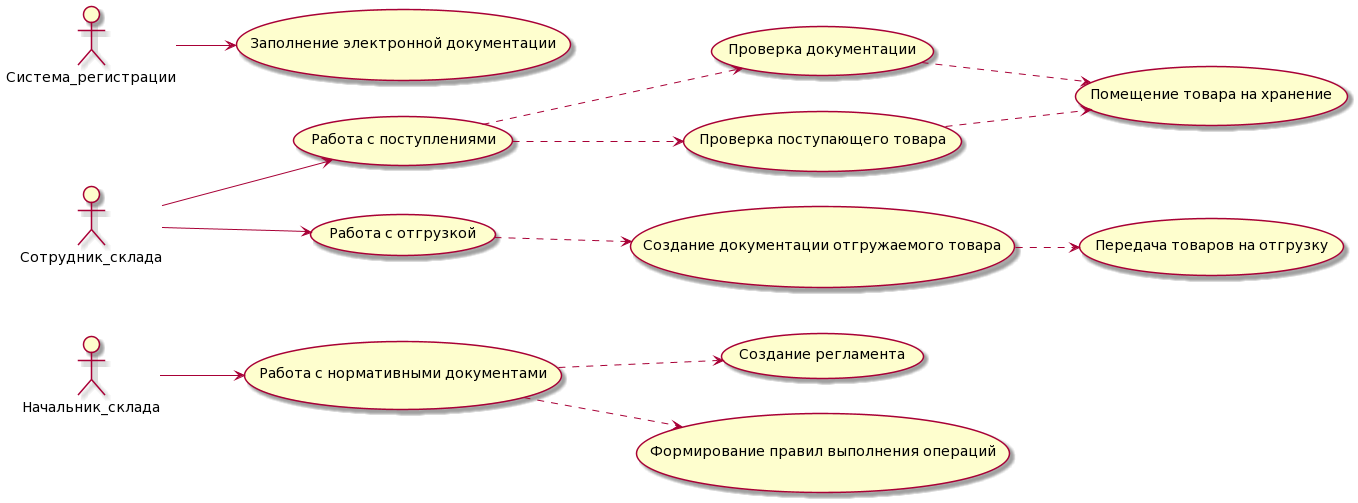 Система_регистрации
Заполнение электронной документации
Проверка документации
Помещение товара на хранение
Работа с поступлениями
Проверка поступающего товара
Сотрудник_склада
Работа с отгрузкой
Создание документации отгружаемого товара
Передача товаров на отгрузку
Начальник_склада
Работа с нормативными документами
Создание регламента
Формирование правил выполнения операций